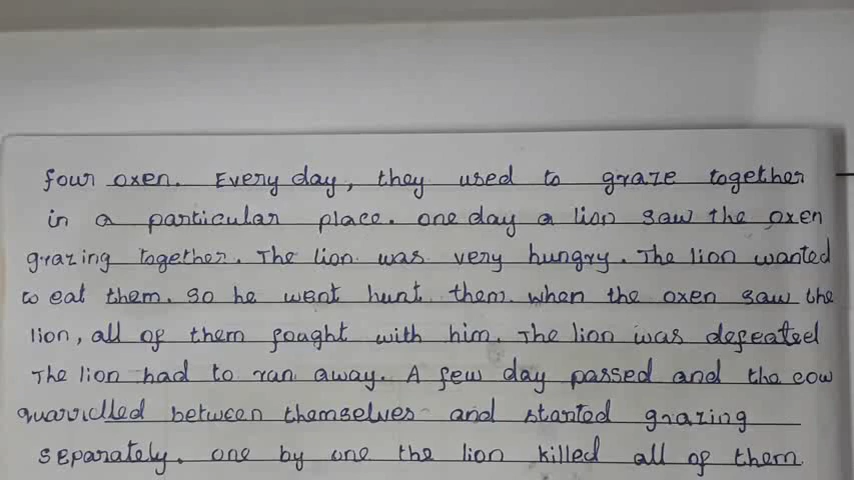 four oxen. Every day, they used to graze together
in a particular place. one day a lion saw the oxen
grazing together. The lion was very hungry. The lion wanted
to eat them. so he went hunt them. when the oxen saw the
lion, all of them fought with him. The lion was defeated
The lion had to ran away. A few day passed and the cow
quarrelled between themselves and started grazing
separately. one by one the lion killed all of them.